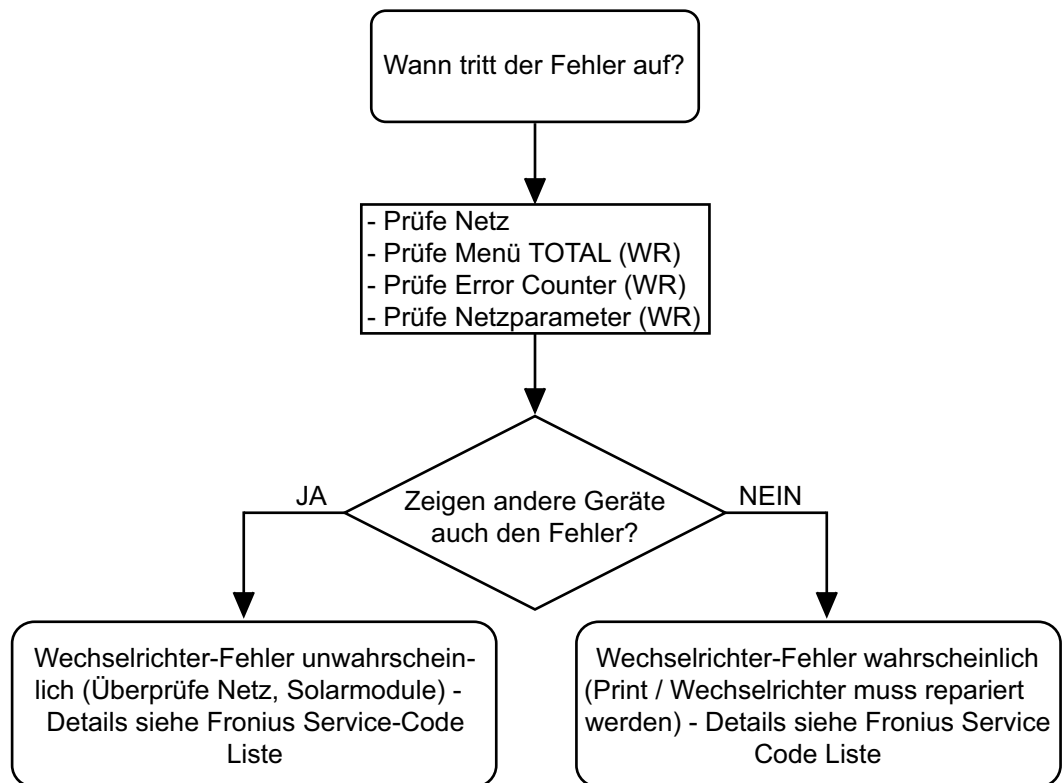 Wann tritt der Fehler auf?
- Prüfe Netz
- Prüfe Menü TOTAL (WR)
- Prüfe Error Counter (WR)
- Prüfe Netzparameter (WR)
JA
Zeigen andere Geräte
auch den Fehler?
NEIN
Wechselrichter-Fehler unwahrschein-
lich (Überprüfe Netz, Solarmodule) -
Details siehe Fronius Service-Code
Liste
Wechselrichter-Fehler wahrscheinlich
(Print / Wechselrichter muss repariert
werden) - Details siehe Fronius Service
Code Liste